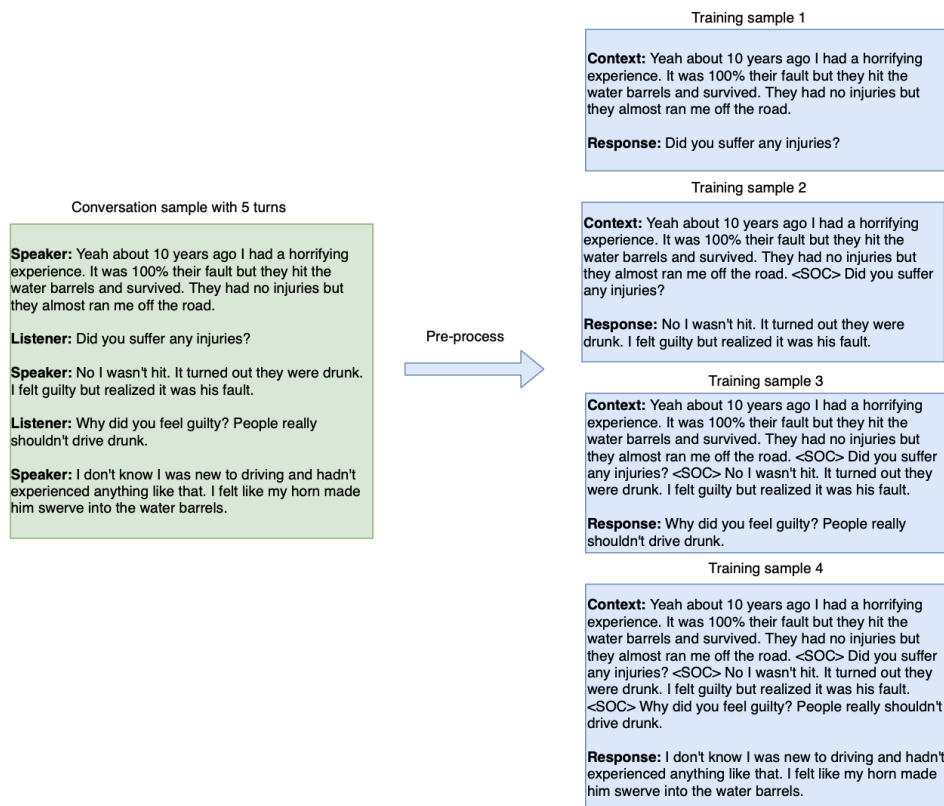 Conversation sample with 5 turns
Speaker: Yeah about 10 years ago I had a horrifying
experience. It was 100% their fault but they hit the
water barrels and survived. They had no injuries but
they almost ran me off the road.
Listener: Did you suffer any injuries?
Speaker: No I wasn't hit. It turned out they were drunk.
I felt guilty but realized it was his fault.
Listener: Why did you feel guilty? People really
shouldn't drive drunk.
Speaker: I don't know I was new to driving and hadn't
experienced anything like that. I felt like my horn made
him swerve into the water barrels.
Pre-process
Training sample 1
Context: Yeah about 10 years ago I had a horrifying
experience. It was 100% their fault but they hit the
water barrels and survived. They had no injuries but
they almost ran me off the road.
Response: Did you suffer any injuries?
Training sample 2
Context: Yeah about 10 years ago I had a horrifying
experience. It was 100% their fault but they hit the
water barrels and survived. They had no injuries but
they almost ran me off the road. <SOC> Did you suffer
any injuries?
Response: No I wasn't hit. It turned out they were
drunk. I felt guilty but realized it was his fault.
Training sample 3
Context: Yeah about 10 years ago I had a horrifying
experience. It was 100% their fault but they hit the
water barrels and survived. They had no injuries but
they almost ran me off the road. <SOC> Did you suffer
any injuries? <SOC> No I wasn't hit. It turned out they
were drunk. I felt guilty but realized it was his fault.
Response: Why did you feel guilty? People really
shouldn't drive drunk.
Training sample 4
Context: Yeah about 10 years ago I had a horrifying
experience. It was 100% their fault but they hit the
water barrels and survived. They had no injuries but
they almost ran me off the road. <SOC> Did you suffer
any injuries? <SOC> No I wasn't hit. It turned out they
were drunk. I felt guilty but realized it was his fault.
<SOC> Why did you feel guilty? People really shouldn't
drive drunk.
Response: I don't know I was new to driving and hadn't
experienced anything like that. I felt like my horn made
him swerve into the water barrels.